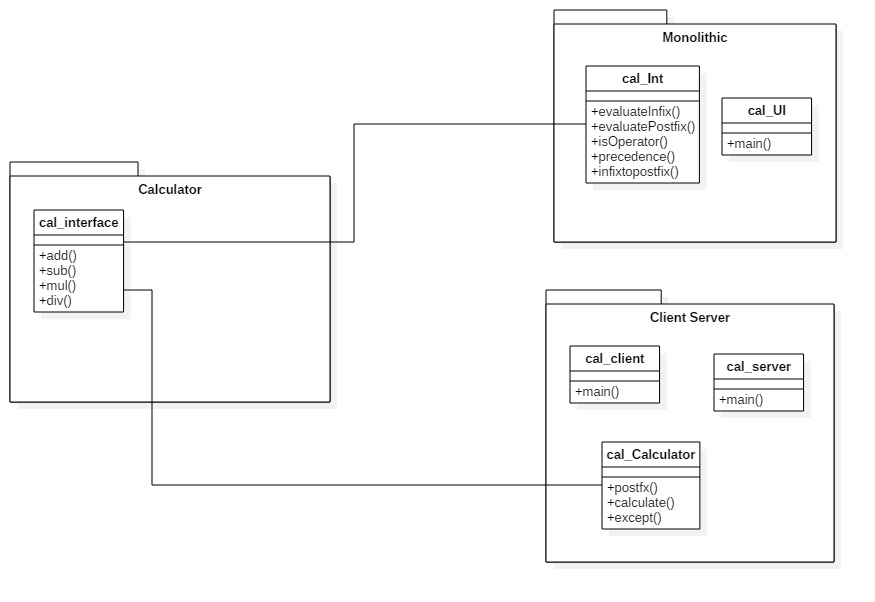 Monolithic
cal_Int
+evaluateInfix()
+evaluatePostfix()
+isOperator()
+precedence()
+infixtopostfix()
cal_UI
+main()
Calculator
cal_interface
+add()
+sub()
+mul()
+div()
Client Server
cal_client
+main()
cal_server
+main()
cal_Calculator
+postfx()
+calculate()
+except()